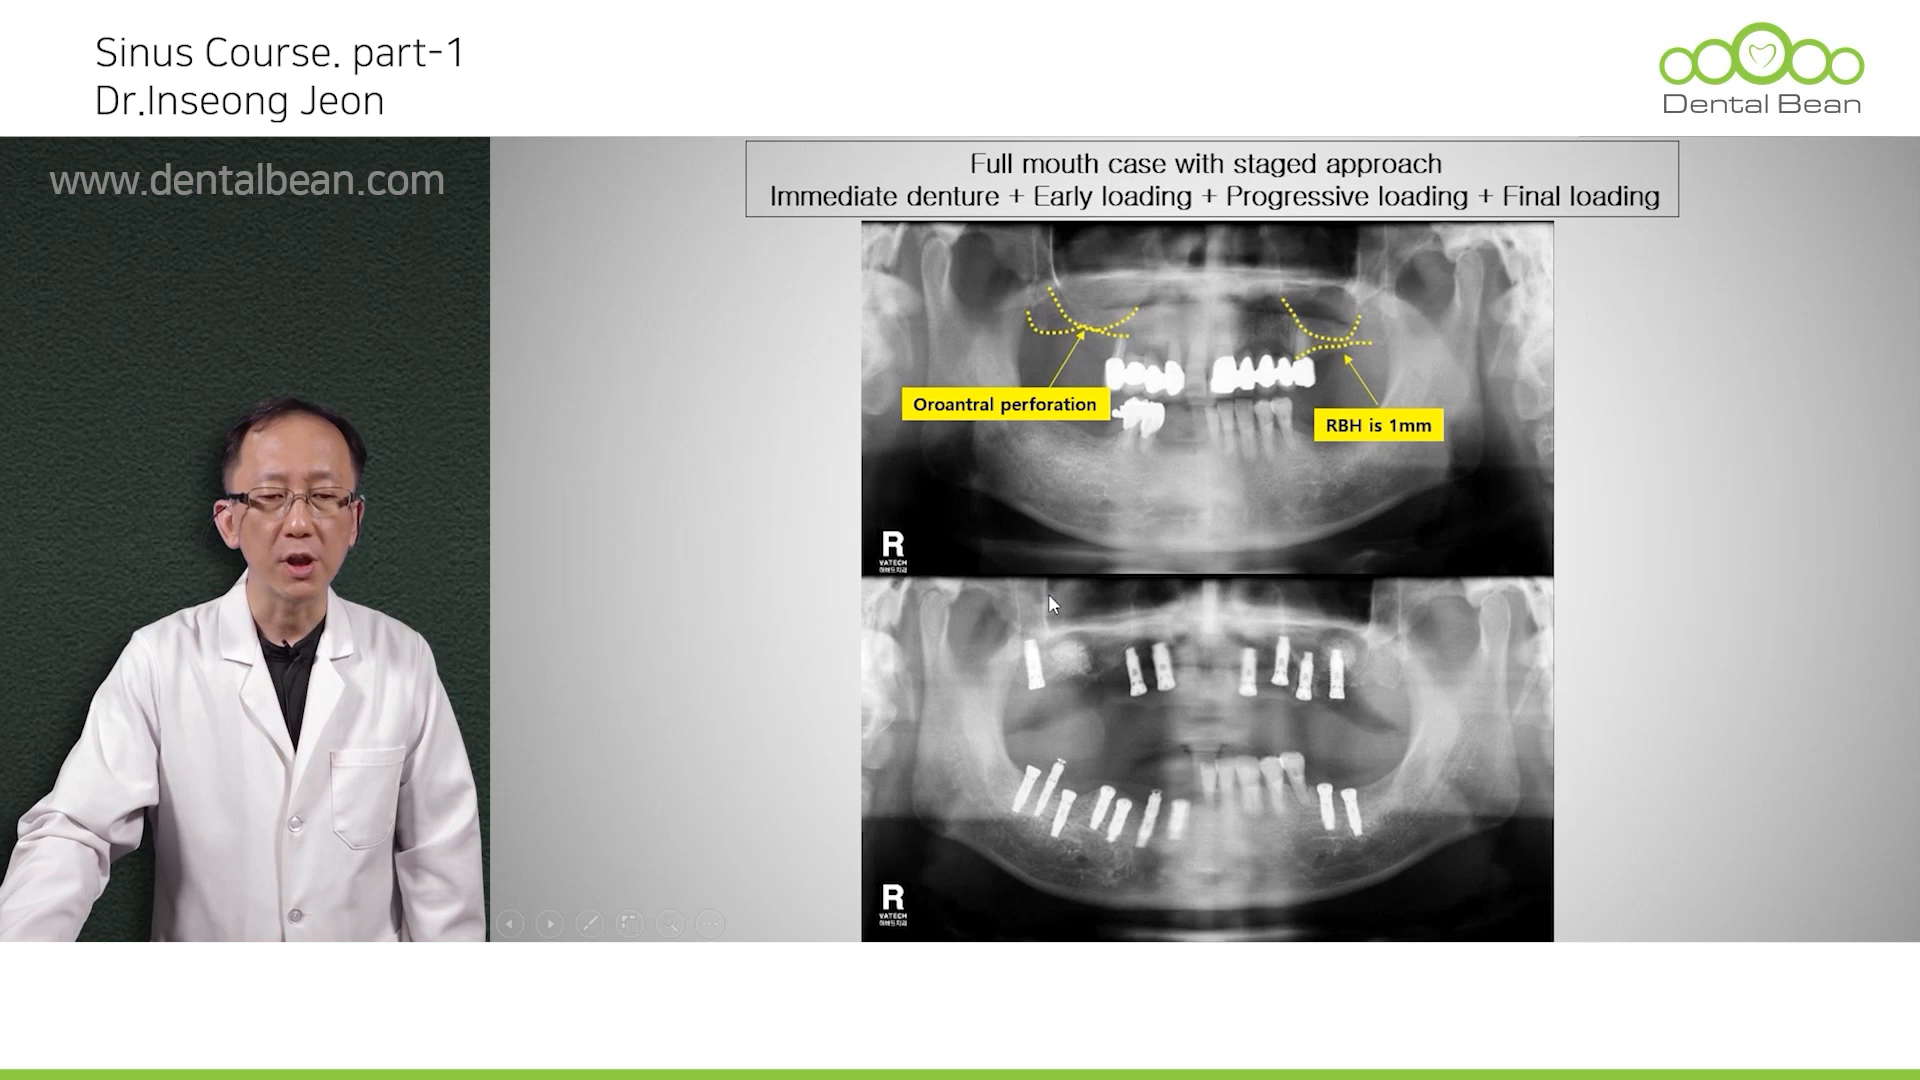 Sinus Course. part-1
Dr.Inseong Jeon
Dental Bean
www.dentalbean.com
Full mouth case with staged approach
Immediate denture + Early loading + Progressive loading + Final loading
Oroantral perforation
RBH is 1mm
R
VATECH
R
VATECH